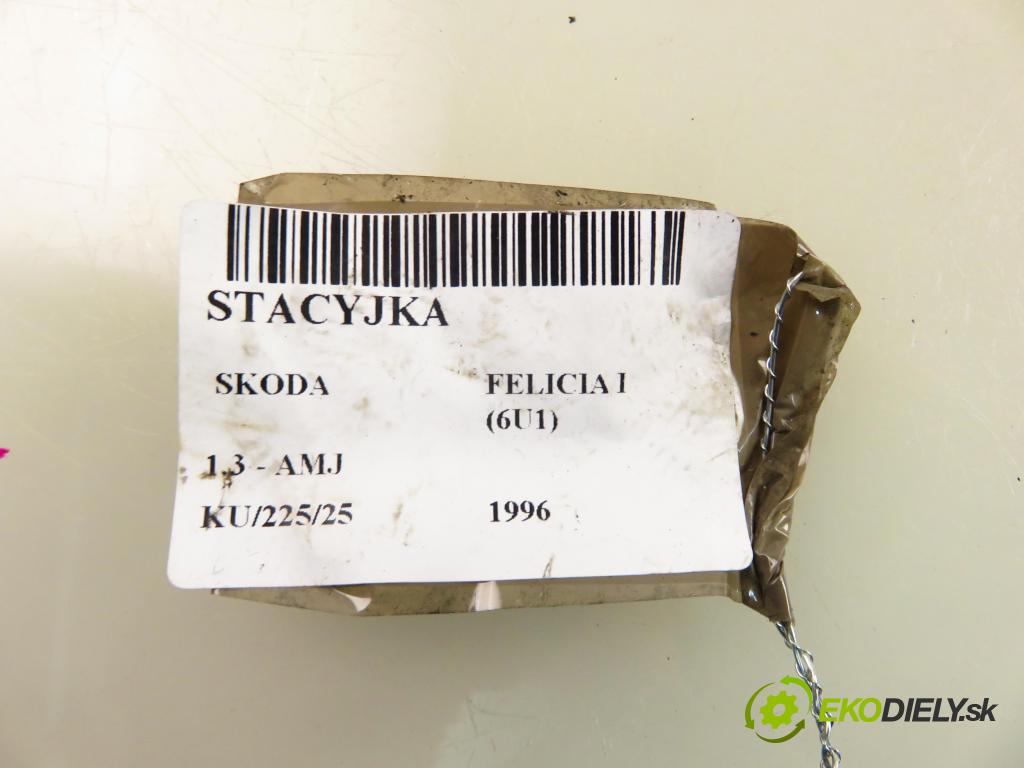 STACYJKA
SKODA FELICIA I
(6U1)
1.3 - AMJ
KU/225/25 1996
EKODIELY.sk